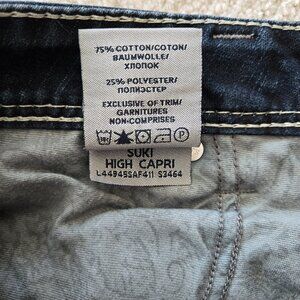 75% COTTON/COTON/
BAUMWOLLE/
ХЛОПОК
25% POLYESTER/
ПОЛИЭСТЕР
EXCLUSIVE OF TRIM/
GARNITURES
NON-COMPRISES
SUKI
HIGH CAPRI
L44945SAF411 S3464